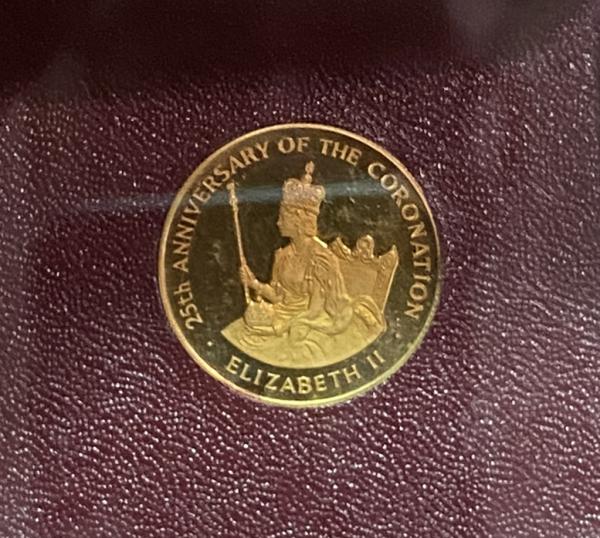 25th ANNIVERSARY OF THE CORONATION
· ELIZABETH II ·